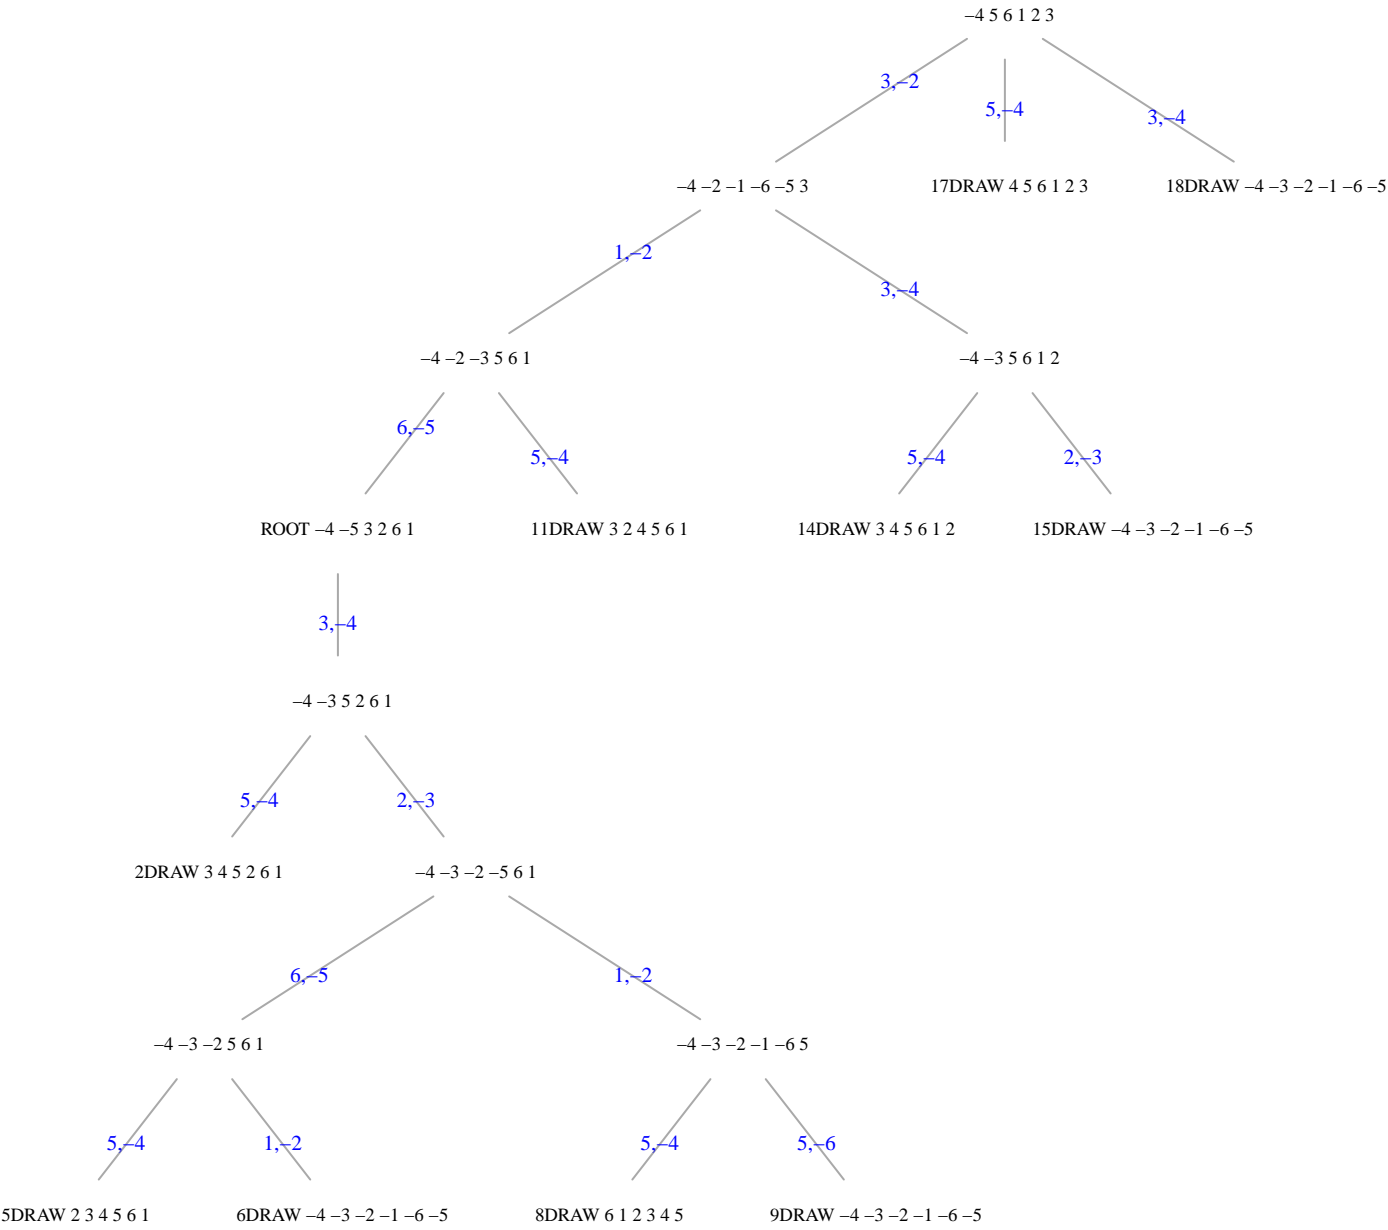 –4 5 6 1 2 3
3,–2
5,–4
3,–4
–4 –2 –1 –6 –5 3
17DRAW 4 5 6 1 2 3
18DRAW –4 –3 –2 –1 –6 –5
1,–2
3,–4
–4 –2 –3 5 6 1
–4 –3 5 6 1 2
6,–5
5,–4
5,–4
2,–3
ROOT –4 –5 3 2 6 1
11DRAW 3 2 4 5 6 1
14DRAW 3 4 5 6 1 2
15DRAW –4 –3 –2 –1 –6 –5
3,–4
–4 –3 5 2 6 1
5,–4
2,–3
2DRAW 3 4 5 2 6 1
–4 –3 –2 –5 6 1
6,–5
1,–2
–4 –3 –2 5 6 1
–4 –3 –2 –1 –6 5
5,–4
1,–2
5,–4
5,–6
5DRAW 2 3 4 5 6 1
6DRAW –4 –3 –2 –1 –6 –5
8DRAW 6 1 2 3 4 5
9DRAW –4 –3 –2 –1 –6 –5